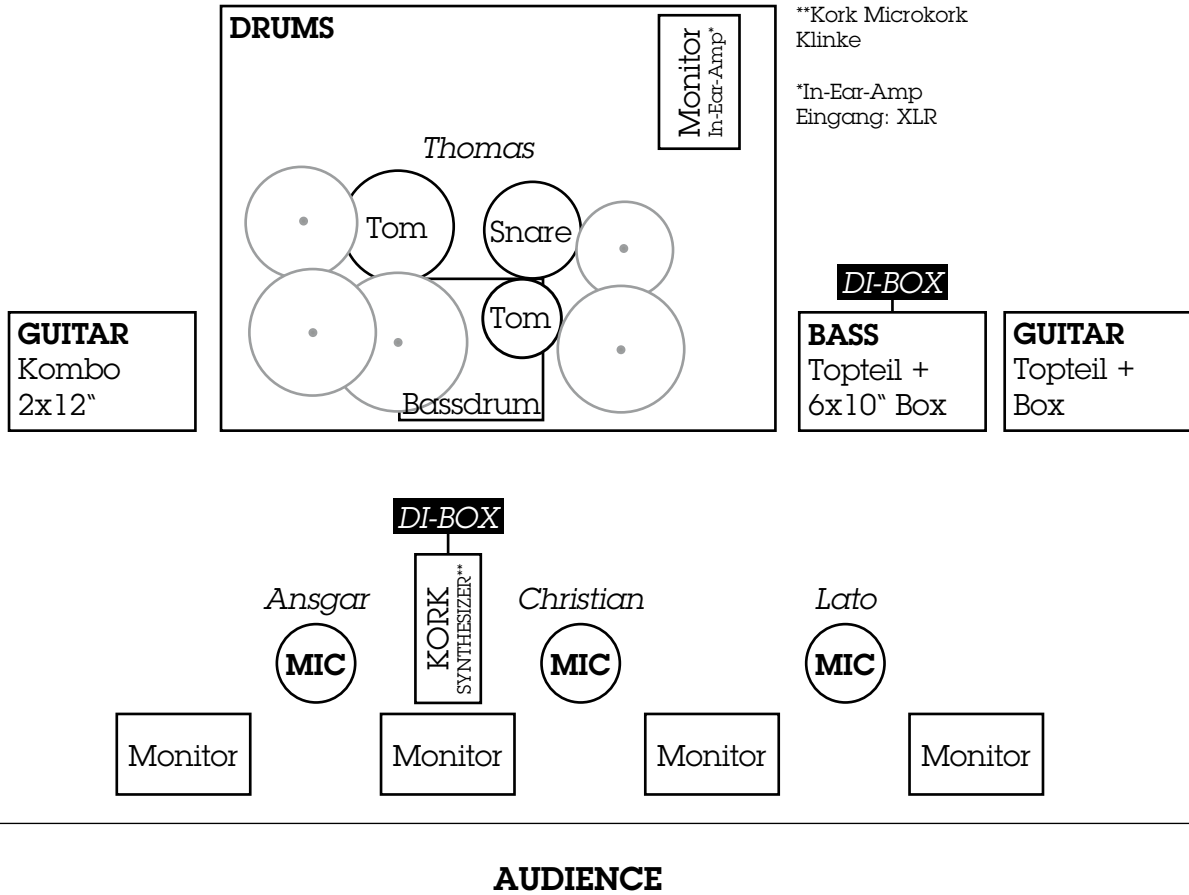 DRUMS
Monitor
In-Ear-Amp*
**Kork Microkork
Klinke
*In-Ear-Amp
Eingang: XLR
Thomas
Tom
Snare
Tom
Bassdrum
GUITAR
Kombo
2x12“
DI-BOX
BASS
Topteil +
6x10“ Box
GUITAR
Topteil +
Box
DI-BOX
KORK
SYNTHESIZER**
Ansgar
MIC
Christian
MIC
Lato
MIC
Monitor
Monitor
Monitor
Monitor
AUDIENCE